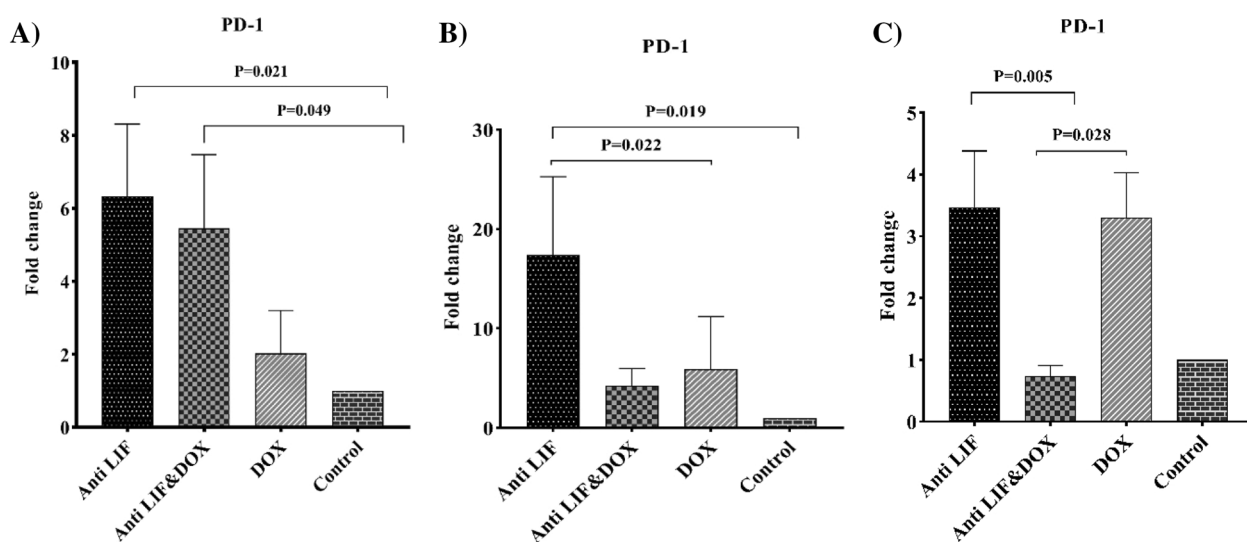 A)
PD-1
P=0.021
P=0.049
Fold change
10
8
6
4
2
0
Anti LIF
Anti LIF&DOX
DOX
Control
B)
PD-1
P=0.019
P=0.022
Fold change
30
20
10
0
Anti LIF
Anti LIF&DOX
DOX
Control
C)
PD-1
P=0.005
P=0.028
Fold change
5
4
3
2
1
0
Anti LIF
Anti LIF&DOX
DOX
Control